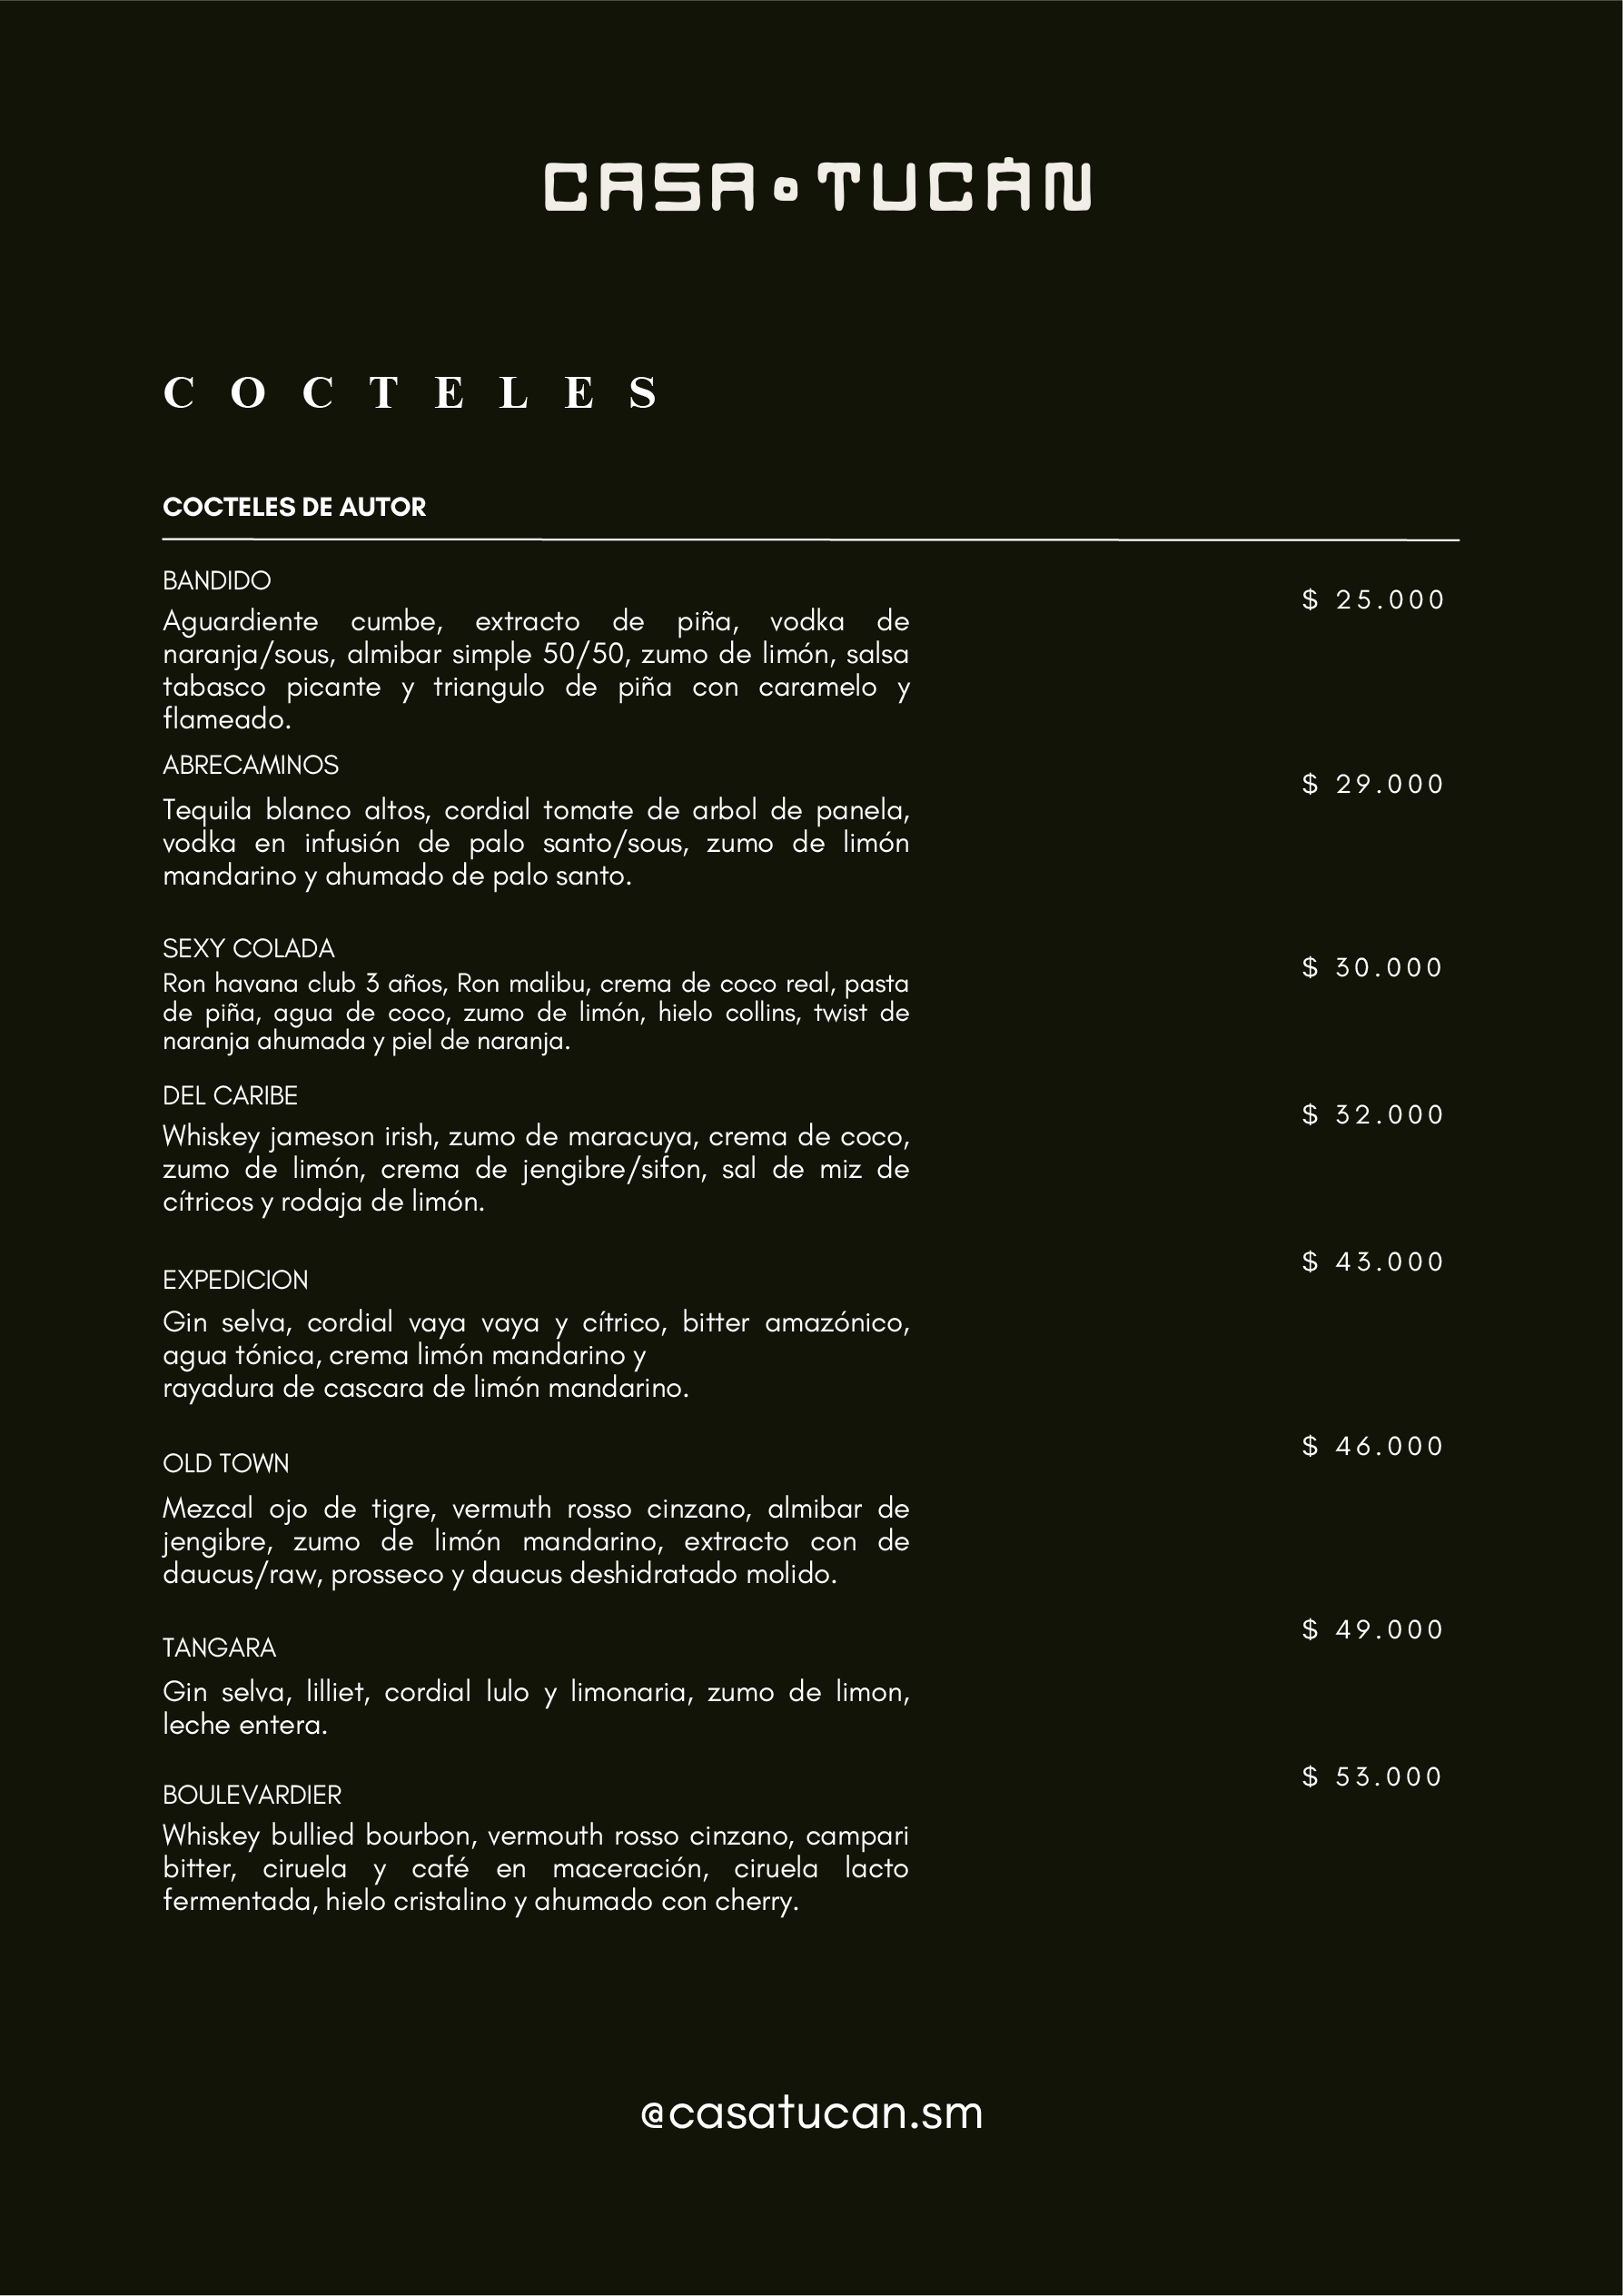 CASA TUCÁN
COCTELES
COCTELES DE AUTOR
BANDIDO
$ 25.000
Aguardiente cumbe, extracto de piña, vodka de
naranja/sous, almibar simple 50/50, zumo de limón, salsa
tabasco picante y triangulo de piña con caramelo y
flameado.
ABRECAMINOS
$ 29.000
Tequila blanco altos, cordial tomate de arbol de panela,
vodka en infusión de palo santo/sous, zumo de limón
mandarino y ahumado de palo santo.
SEXY COLADA
$ 30.000
Ron havana club 3 años, Ron malibu, crema de coco real, pasta
de piña, agua de coco, zumo de limón, hielo collins, twist de
naranja ahumada y piel de naranja.
DEL CARIBE
$ 32.000
Whiskey jameson irish, zumo de maracuya, crema de coco,
zumo de limón, crema de jengibre/sifon, sal de miz de
cítricos y rodaja de limón.
EXPEDICION
$ 43.000
Gin selva, cordial vaya vaya y cítrico, bitter amazónico,
agua tónica, crema limón mandarino y
rayadura de cascara de limón mandarino.
OLD TOWN
$ 46.000
Mezcal ojo de tigre, vermuth rosso cinzano, almibar de
jengibre, zumo de limón mandarino, extracto con de
daucus/raw, prosseco y daucus deshidratado molido.
TANGARA
$ 49.000
Gin selva, lilliet, cordial lulo y limonaria, zumo de limon,
leche entera.
BOULEVARDIER
$ 53.000
Whiskey bullied bourbon, vermouth rosso cinzano, campari
bitter, ciruela y café en maceración, ciruela lacto
fermentada, hielo cristalino y ahumado con cherry.
@casatucan.sm